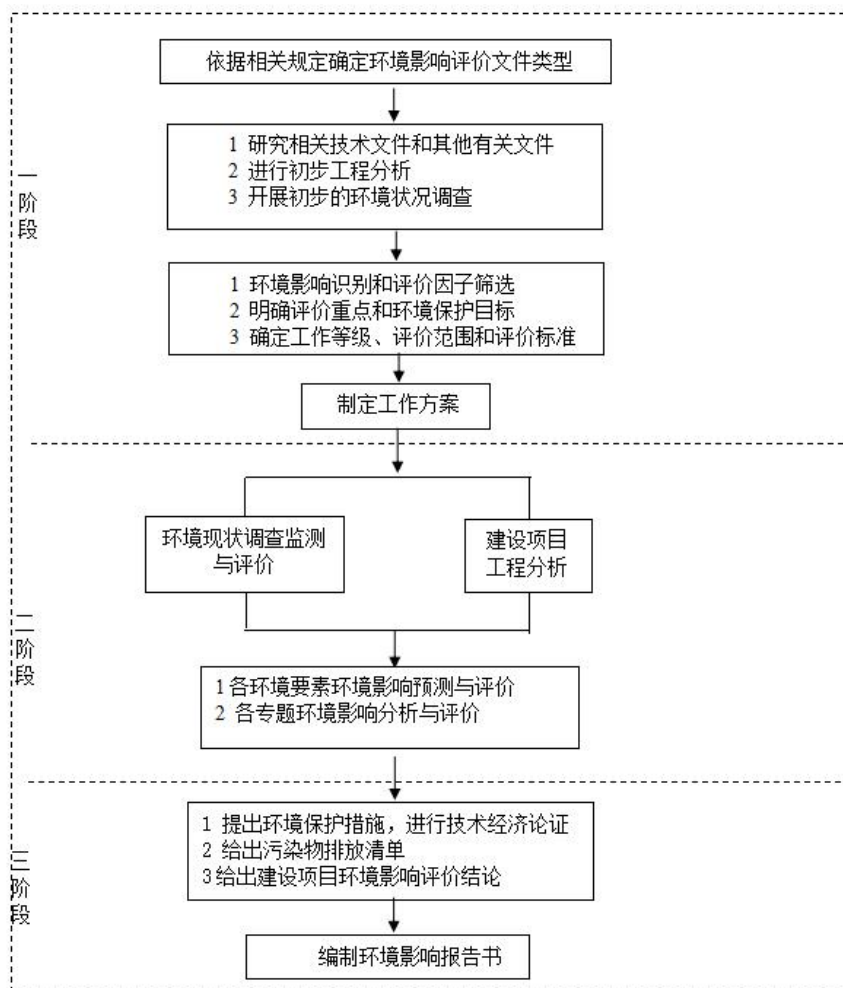 依据相关规定确定环境影响评价文件类型
1 研究相关技术文件和其他有关文件
2 进行初步工程分析
3 开展初步的环境状况调查
一
阶
段
1 环境影响识别和评价因子筛选
2 明确评价重点和环境保护目标
3 确定工作等级、评价范围和评价标准
制定工作方案
环境现状调查监测
与评价
建设项目
工程分析
二
阶
段
1各环境要素环境影响预测与评价
2 各专题环境影响分析与评价
1 提出环境保护措施，进行技术经济论证
2 给出污染物排放清单
3给出建设项目环境影响评价结论
三
阶
段
编制环境影响报告书